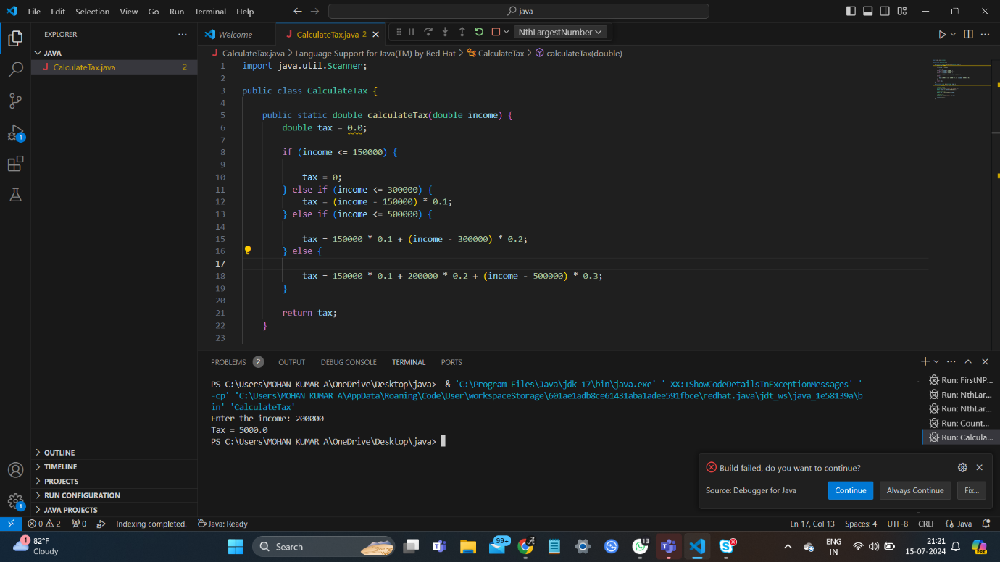 File Edit Selection View Go Run Terminal Help
java
EXPLORER
JAVA
CalculateTax.java 2
OUTLINE
TIMELINE
PROJECTS
RUN CONFIGURATION
JAVA PROJECTS
Welcome
CalculateTax.java 2
NthLargestNumber
CalculateTax.java > Language Support for Java(TM) by Red Hat > CalculateTax > calculateTax(double)
1 import java.util.Scanner;
2
3 public class CalculateTax {
4
5 public static double calculateTax(double income) {
6 double tax = 0.0;
7
8 if (income <= 150000) {
9
10 tax = 0;
11 } else if (income <= 300000) {
12 tax = (income - 150000) * 0.1;
13 } else if (income <= 500000) {
14
15 tax = 150000 * 0.1 + (income - 300000) * 0.2;
16 } else {
17
18 tax = 150000 * 0.1 + 200000 * 0.2 + (income - 500000) * 0.3;
19 }
20
21 return tax;
22 }
23
PROBLEMS 2 OUTPUT DEBUG CONSOLE TERMINAL PORTS
PS C:\Users\MOHAN KUMAR A\OneDrive\Desktop\java> & 'C:\Program Files\Java\jdk-17\bin\java.exe' '-XX:+ShowCodeDetailsInExceptionMessages' '
-cp' 'C:\Users\MOHAN KUMAR A\AppData\Roaming\Code\User\workspaceStorage\601ae1adb8ce61431aba1adee591fbce\redhat.java\jdt_ws\java_1e58139a\b
in' 'CalculateTax'
Enter the income: 200000
Tax = 5000.0
PS C:\Users\MOHAN KUMAR A\OneDrive\Desktop\java>
Run: FirstNP...
Run: NthLar...
Run: NthLar...
Run: Count...
Run: Calcula...
Build failed, do you want to continue?
Source: Debugger for Java
Continue
Always Continue
Fix...
0 2 0 Indexing completed. Java: Ready
Ln 17, Col 13 Spaces: 4 UTF-8 CRLF Java
1
82°F
Cloudy
Search
99+
13
ENG
IN
21:21
15-07-2024
PRE